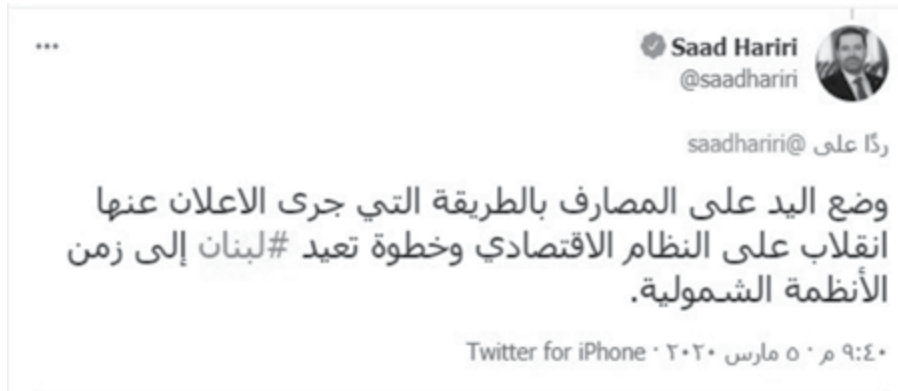 Saad Hariri
@saadhariri
ردًا على @saadhariri
وضع اليد على المصارف بالطريقة التي جرى الاعلان عنها
انقلاب على النظام الاقتصادي وخطوة تعيد #لبنان إلى زمن
الأنظمة الشمولية.
٩:٤٠ م · ٥ مارس ٢٠٢٠ · Twitter for iPhone